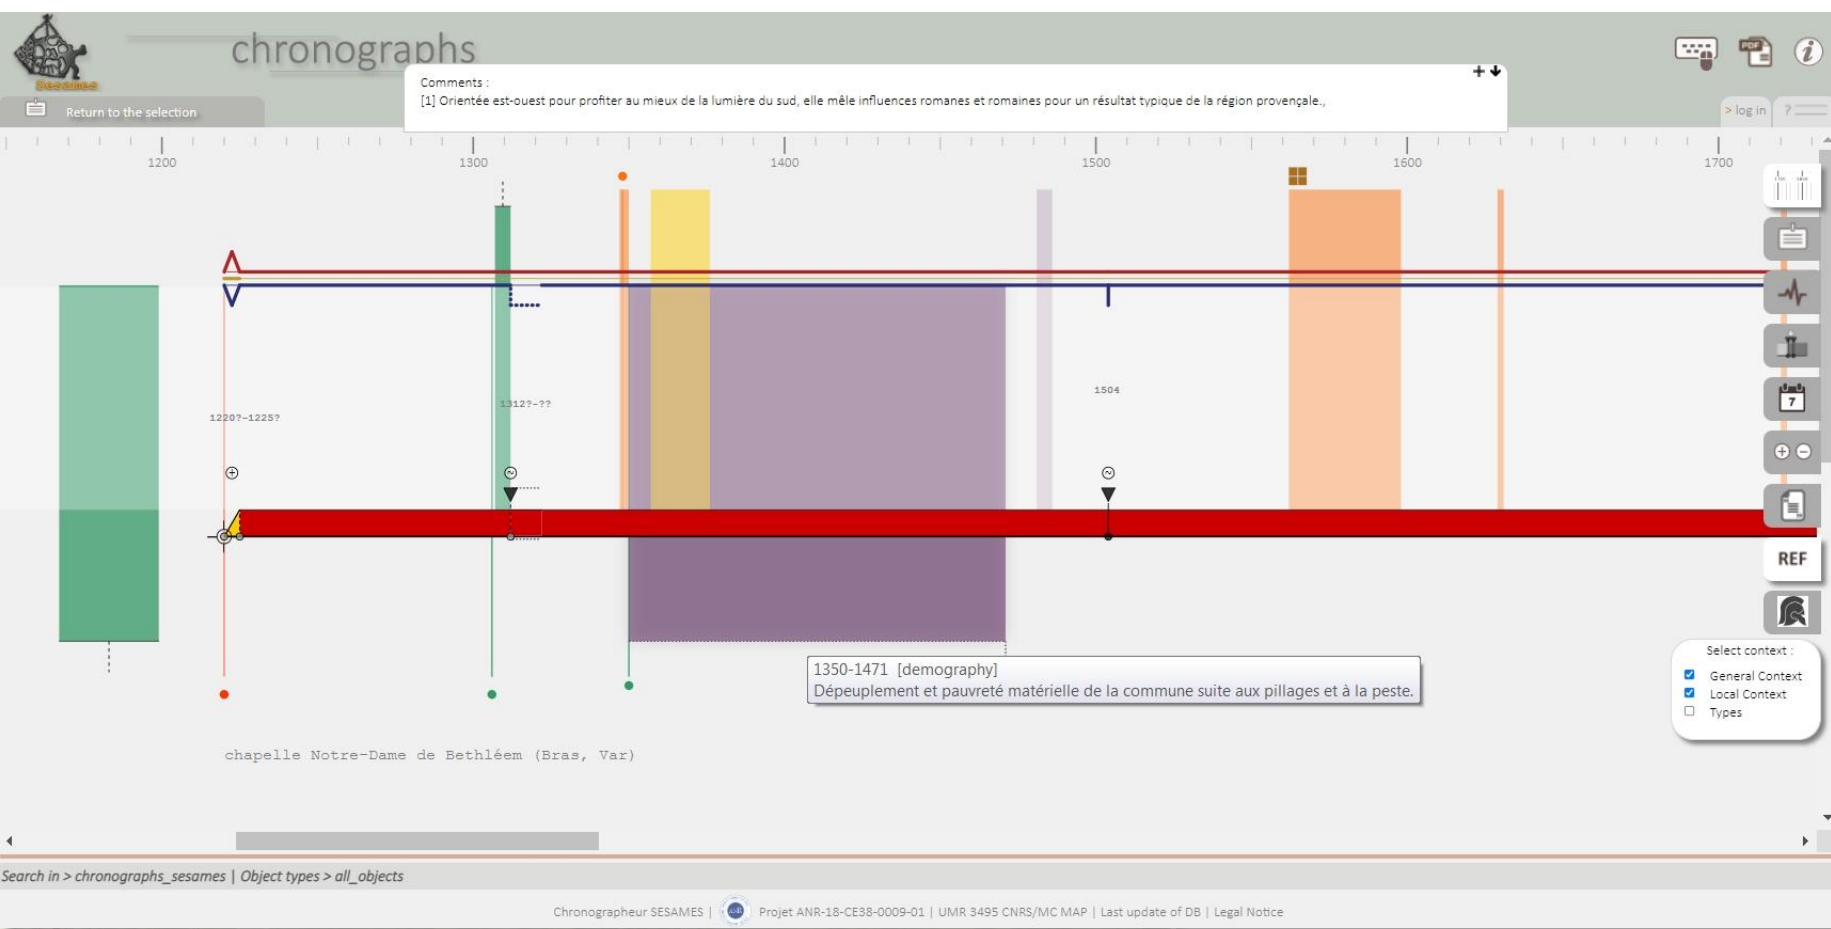 chronographs
PDF
i
Sesames
Comments :
[1] Orientée est-ouest pour profiter au mieux de la lumière du sud, elle mêle influences romanes et romaines pour un résultat typique de la région provençale.,
Return to the selection
> log in
?
1200
1300
1400
1500
1600
1700
1504
1312?-??
1220?-1225?
7
REF
1350-1471 [demography]
Dépeuplement et pauvreté matérielle de la commune suite aux pillages et à la peste.
Select context :
General Context
Local Context
Types
chapelle Notre-Dame de Bethléem (Bras, Var)
Search in > chronographs_sesames | Object types > all_objects
Chronographeur SESAMES | Projet ANR-18-CE38-0009-01 | UMR 3495 CNRS/MC MAP | Last update of DB | Legal Notice